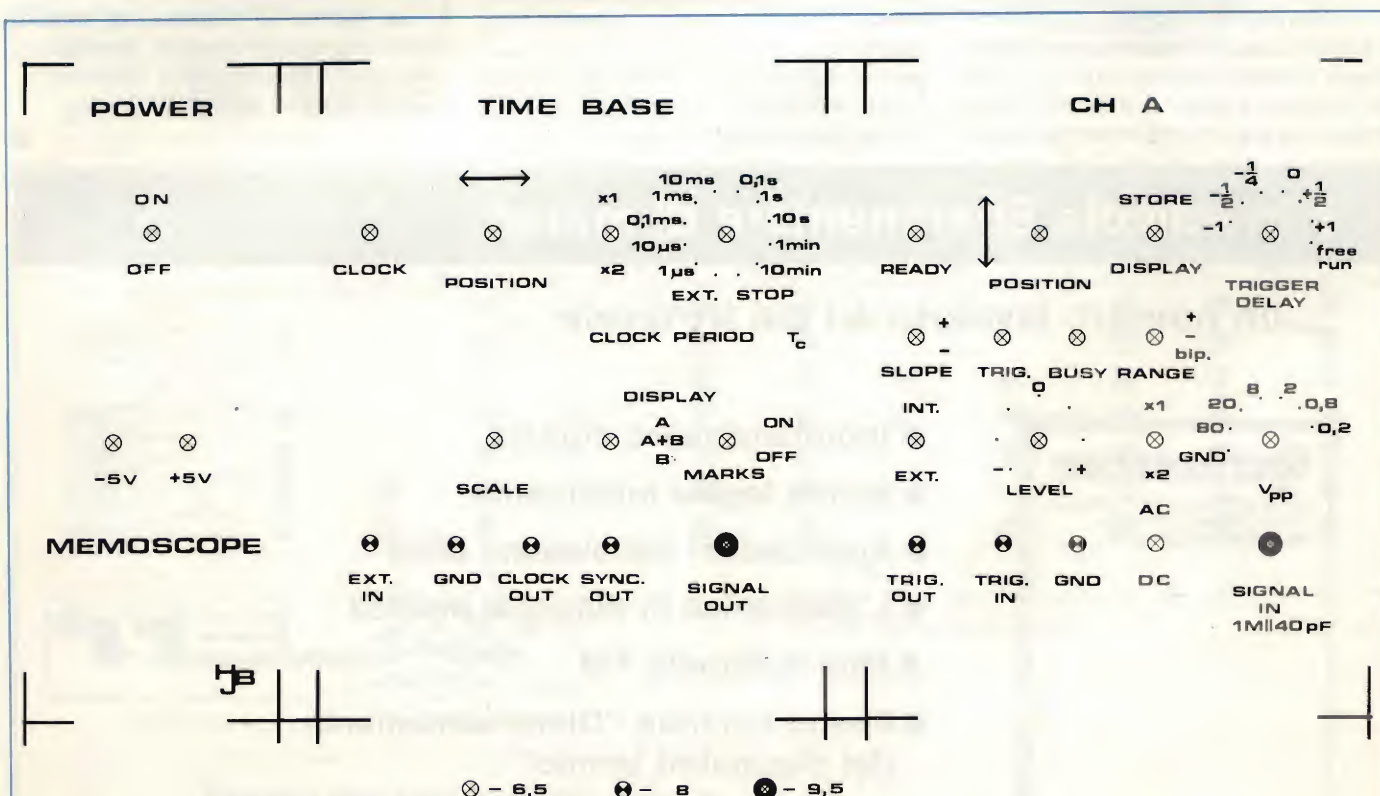 POWER
ON
OFF
-5V +5V
MEMOSCOPE
HJB
TIME BASE
CLOCK
POSITION
x1
x2
10ms 0,1s
1ms .1s
0,1ms. .10s
10µs 1min
1µs 10min
EXT. STOP
CLOCK PERIOD Tc
DISPLAY
A
A+B
B
ON
OFF
MARKS
SCALE
EXT. IN
GND
CLOCK OUT
SYNC. OUT
SIGNAL OUT
CH A
READY
POSITION
STORE
DISPLAY
-1/4 0
-1/2 +1/2
-1 +1
free run
TRIGGER
DELAY
+
-
SLOPE
TRIG.
BUSY
+
-
bip.
RANGE
INT.
EXT.
0
- +
LEVEL
x1
x2
8 2
20 0,8
80 0,2
GND
Vpp
TRIG. OUT
TRIG. IN
GND
AC
DC
SIGNAL
IN
1M||40pF
⊗ - 6,5 - 8 - 9,5